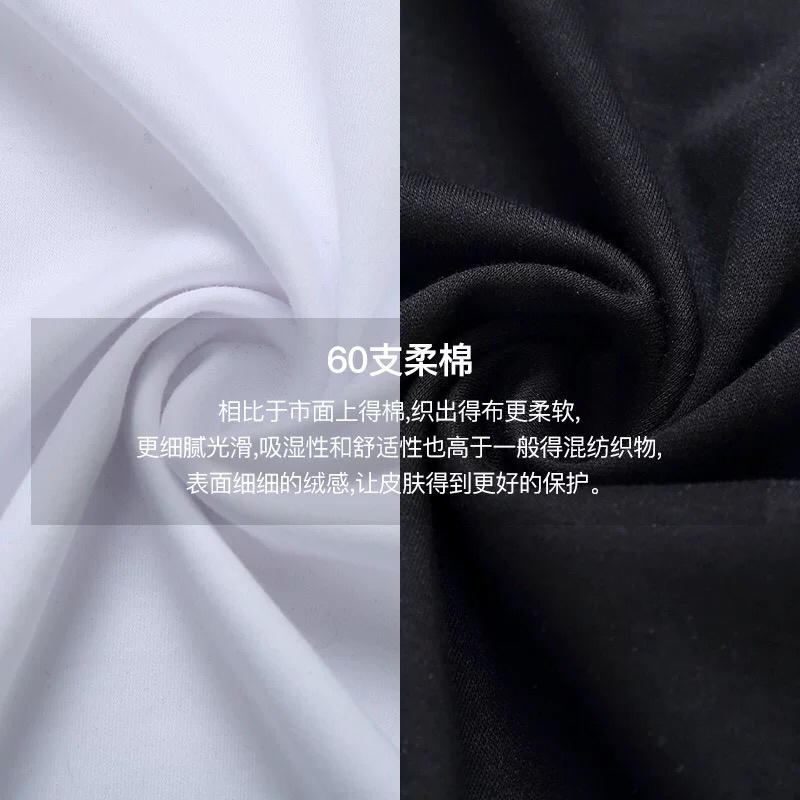 60支柔棉
相比于市面上得棉,织出得布更柔软,
更细腻光滑,吸湿性和舒适性也高于一般得混纺织物,
表面细细的绒感,让皮肤得到更好的保护。